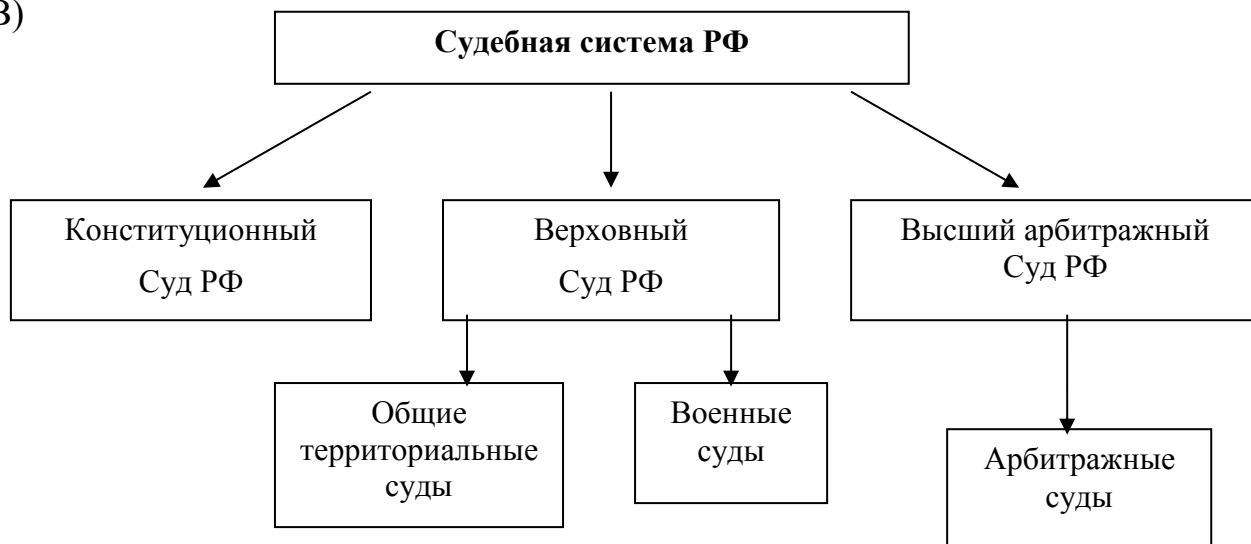 В)
Судебная система РФ
Конституционный
Суд РФ
Верховный
Суд РФ
Высший арбитражный
Суд РФ
Общие
территориальные
суды
Военные
суды
Арбитражные
суды